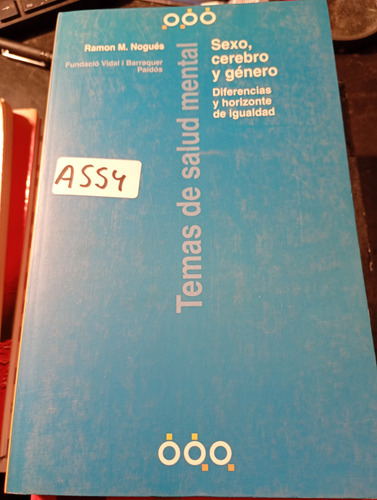 Ramon M. Nogués
Fundació Vidal i Barraquer
Paidós
Sexo,
cerebro
y género
Diferencias
y horizonte
de igualdad
Temas de salud mental
A554